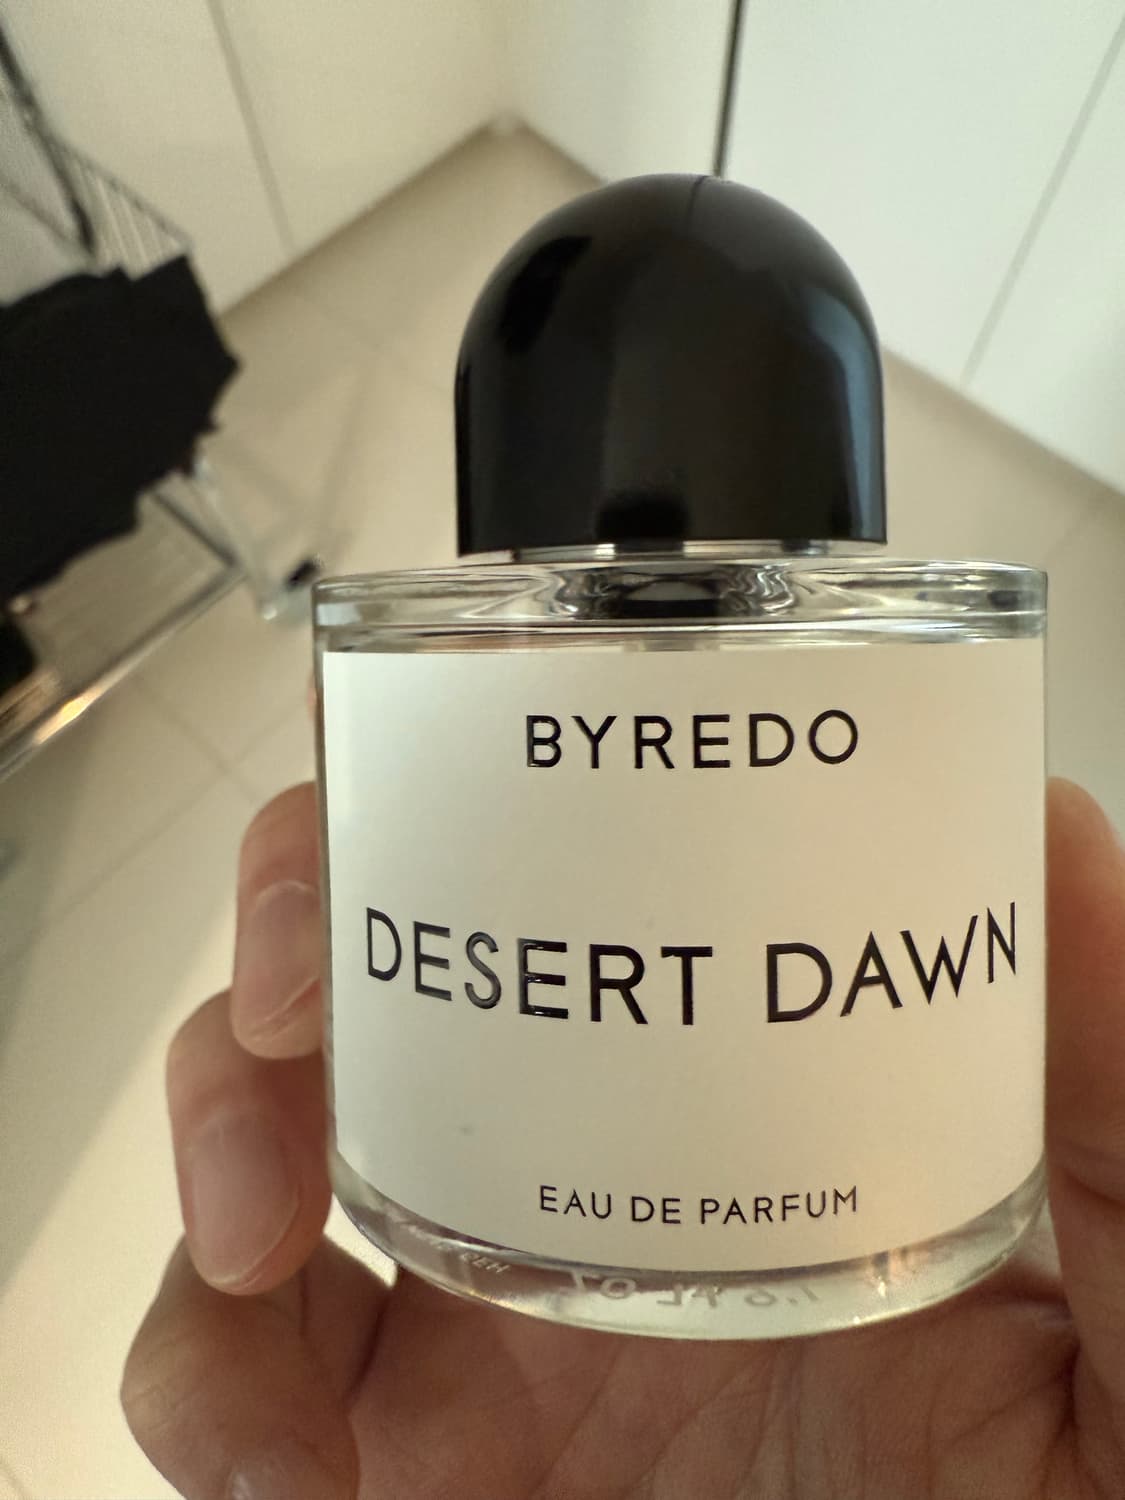 BYREDO
DESERT DAWN
EAU DE PARFUM